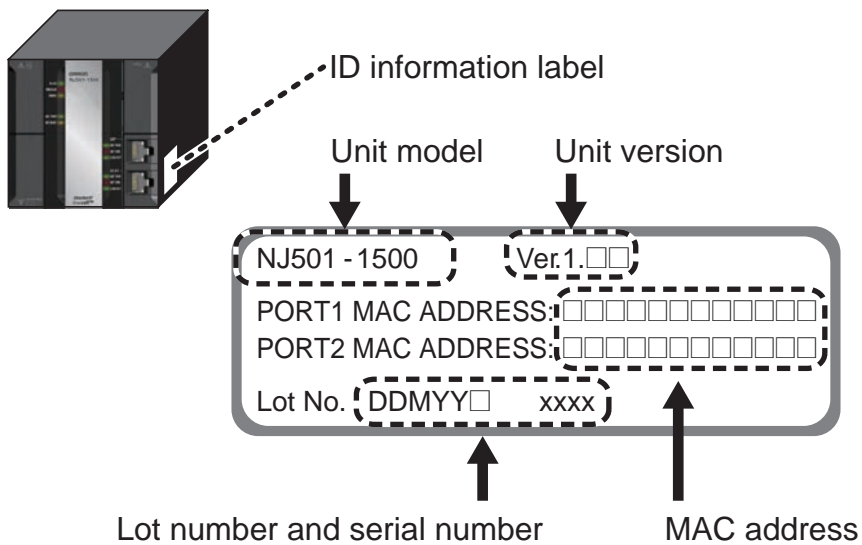 ID information label
Unit model Unit version
NJ501 - 1500 Ver.1.□□
PORT1 MAC ADDRESS: □□□□□□□□□□□□
PORT2 MAC ADDRESS: □□□□□□□□□□□□
Lot No. DDMYY□ xxxx
Lot number and serial number MAC address